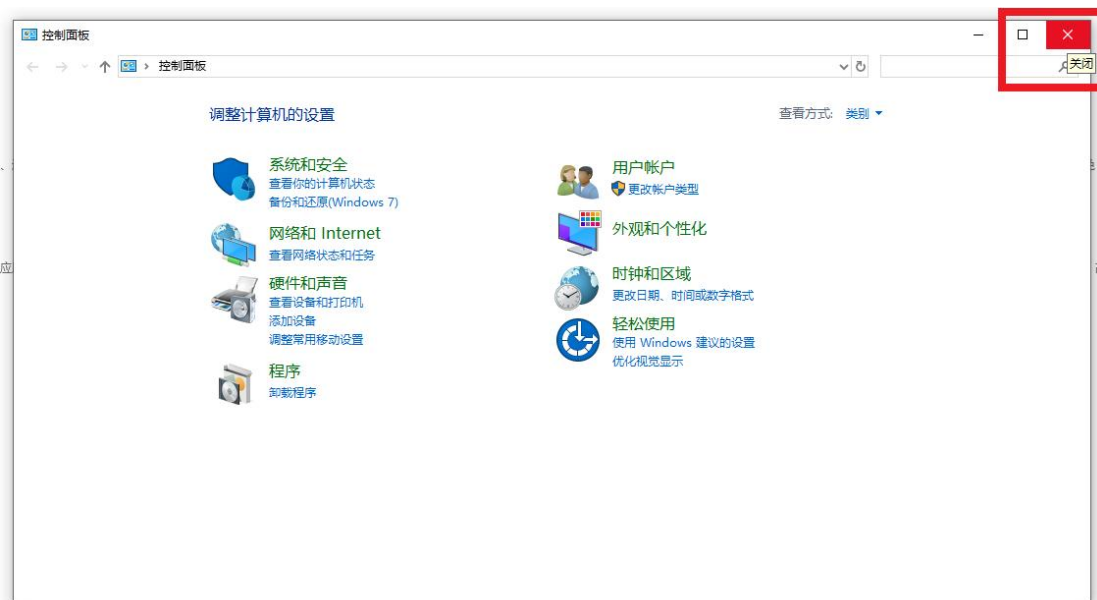 控制面板
控制面板
关闭
调整计算机的设置
查看方式: 类别
系统和安全
查看你的计算机状态
备份和还原(Windows 7)
网络和 Internet
查看网络状态和任务
硬件和声音
查看设备和打印机
添加设备
调整常用移动设置
程序
卸载程序
用户帐户
更改帐户类型
外观和个性化
时钟和区域
更改日期、时间或数字格式
轻松使用
使用 Windows 建议的设置
优化视觉显示
应